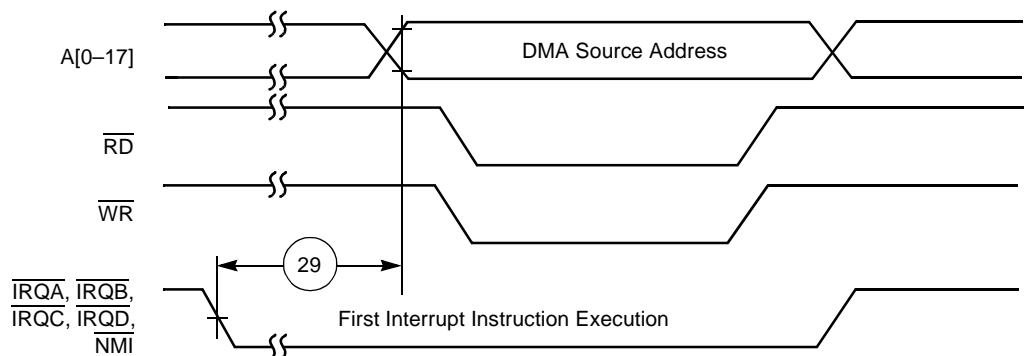 A[0–17]
DMA Source Address
RD
WR
29
IRQA, IRQB,
IRQC, IRQD,
NMI
First Interrupt Instruction Execution